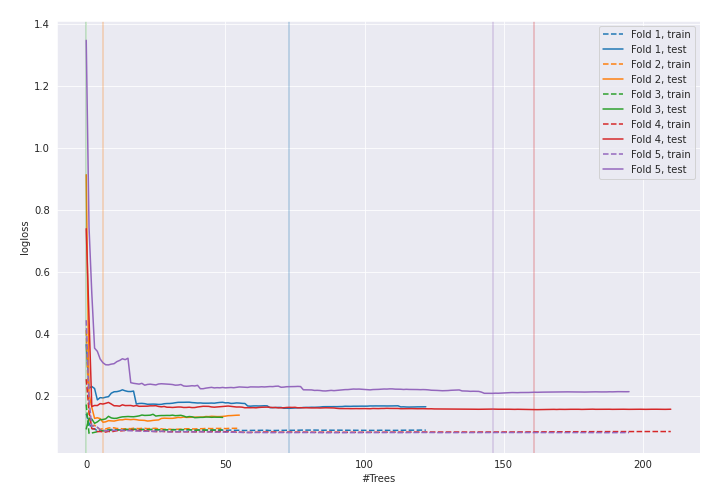 1.4
1.2
1.0
0.8
0.6
0.4
0.2
logloss
0
50
100
150
200
#Trees
Fold 1, train
Fold 1, test
Fold 2, train
Fold 2, test
Fold 3, train
Fold 3, test
Fold 4, train
Fold 4, test
Fold 5, train
Fold 5, test